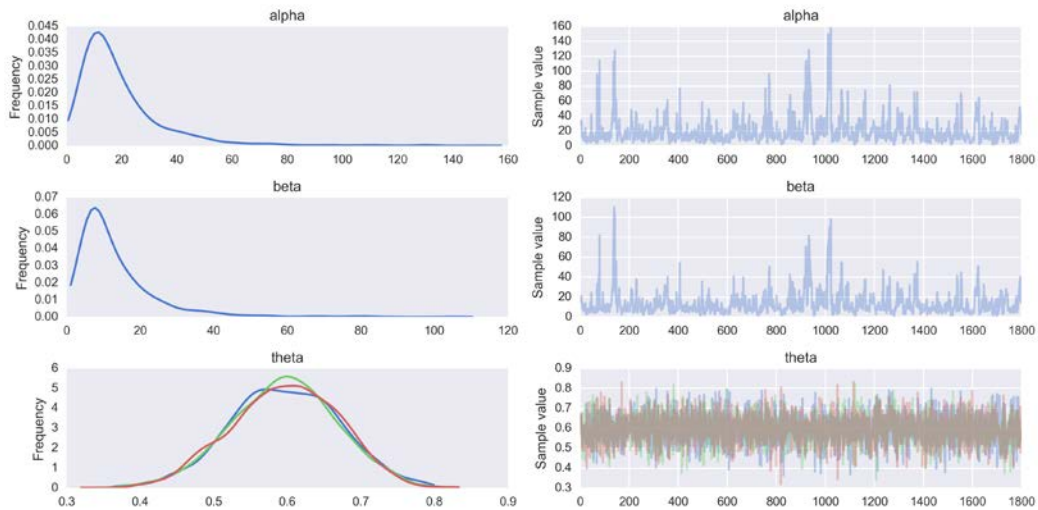 alpha
Frequency
0.045
0.040
0.035
0.030
0.025
0.020
0.015
0.010
0.005
0.000
0 20 40 60 80 100 120 140 160
alpha
Sample value
160
140
120
100
80
60
40
20
0
0 200 400 600 800 1000 1200 1400 1600 1800
beta
Frequency
0.07
0.06
0.05
0.04
0.03
0.02
0.01
0.00
0 20 40 60 80 100 120
beta
Sample value
120
100
80
60
40
20
0
0 200 400 600 800 1000 1200 1400 1600 1800
theta
Frequency
6
5
4
3
2
1
0
0.3 0.4 0.5 0.6 0.7 0.8 0.9
theta
Sample value
0.9
0.8
0.7
0.6
0.5
0.4
0.3
0 200 400 600 800 1000 1200 1400 1600 1800